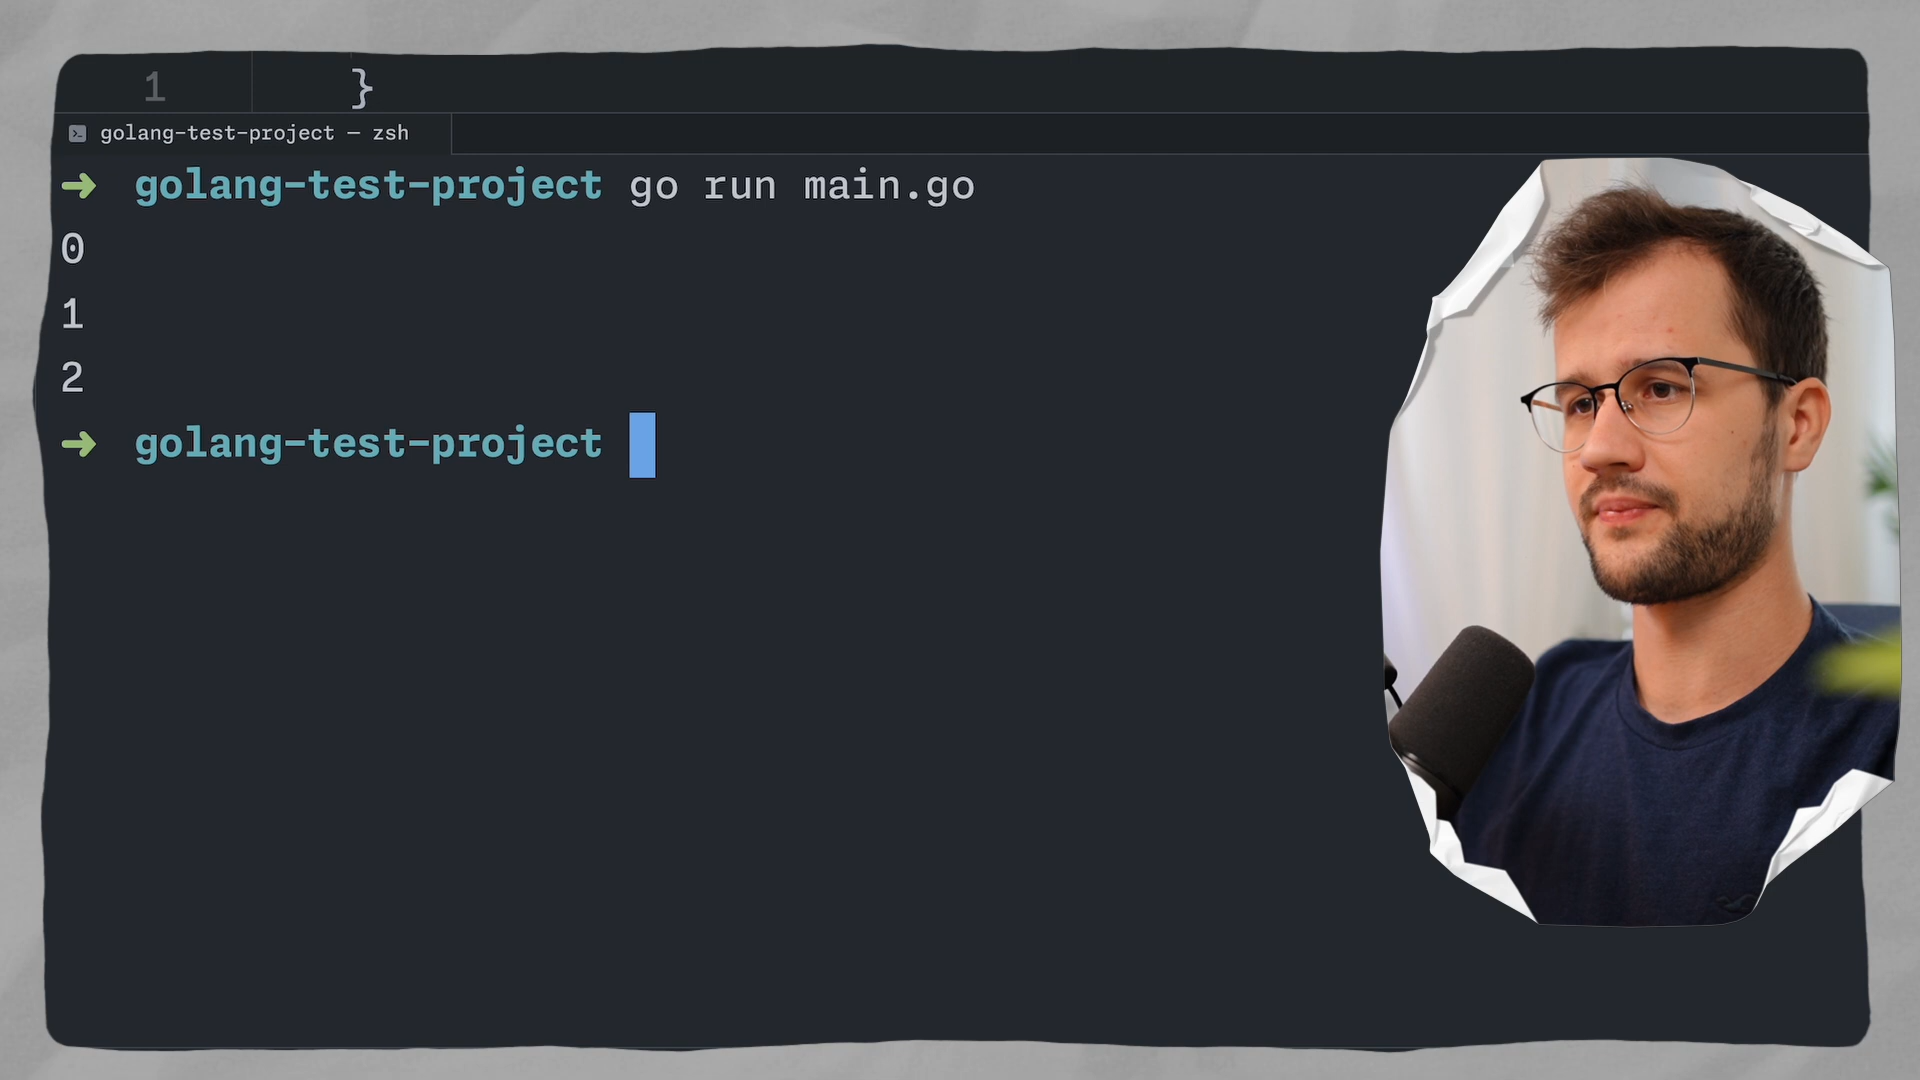 1 }
golang-test-project — zsh
➜ golang-test-project go run main.go
0
1
2
➜ golang-test-project